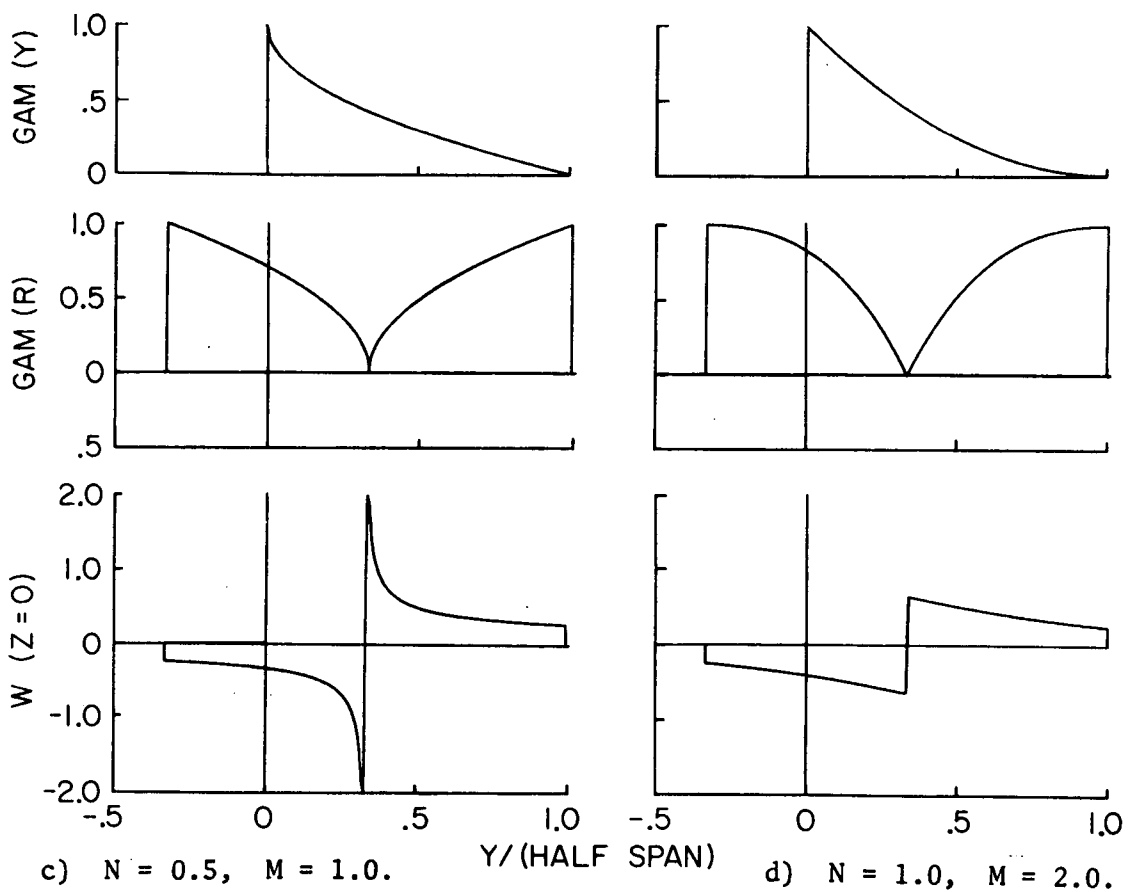 GAM (Y)
1.0
.5
0
GAM (R)
1.0
0.5
0
.5
W (Z=0)
2.0
1.0
0
-1.0
-2.0
-.5 0 .5 1.0
-.5 0 .5 1.0
Y/(HALF SPAN)
c) N = 0.5, M = 1.0.
d) N = 1.0, M = 2.0.